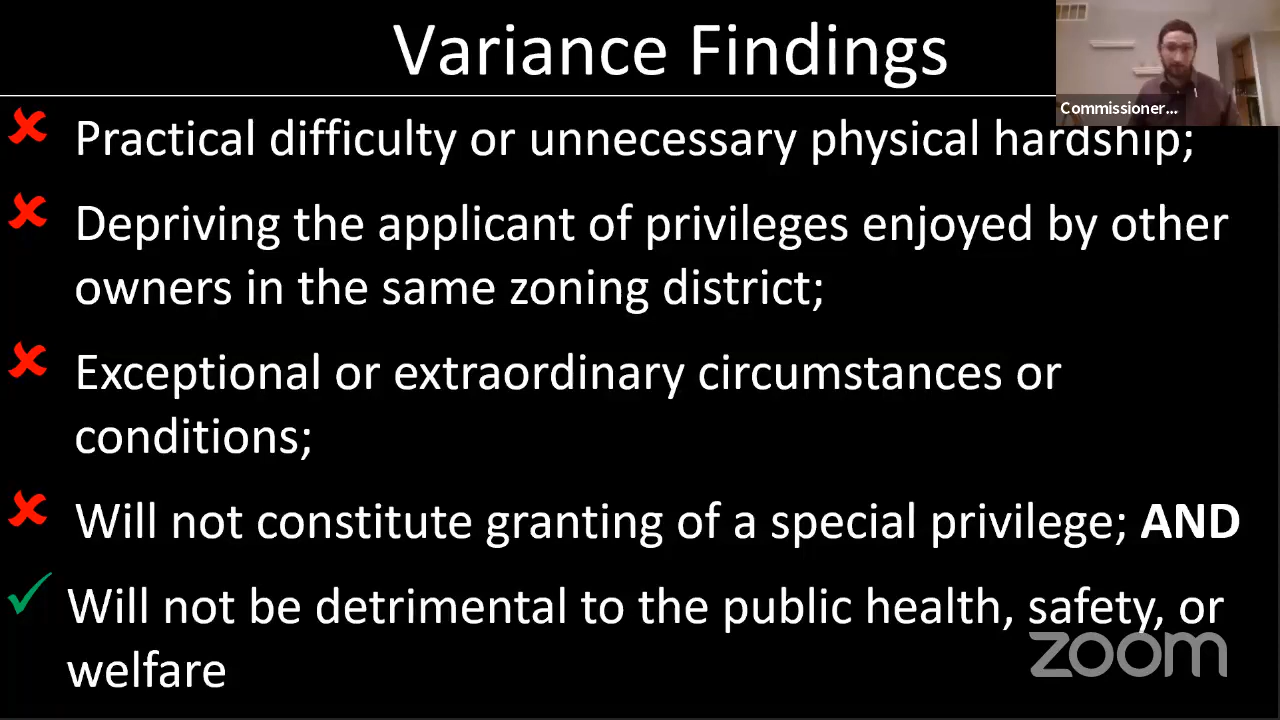 Variance Findings
Commissioner...
Practical difficulty or unnecessary physical hardship;
Depriving the applicant of privileges enjoyed by other
owners in the same zoning district;
Exceptional or extraordinary circumstances or
conditions;
Will not constitute granting of a special privilege; AND
Will not be detrimental to the public health, safety, or
welfare
zoom